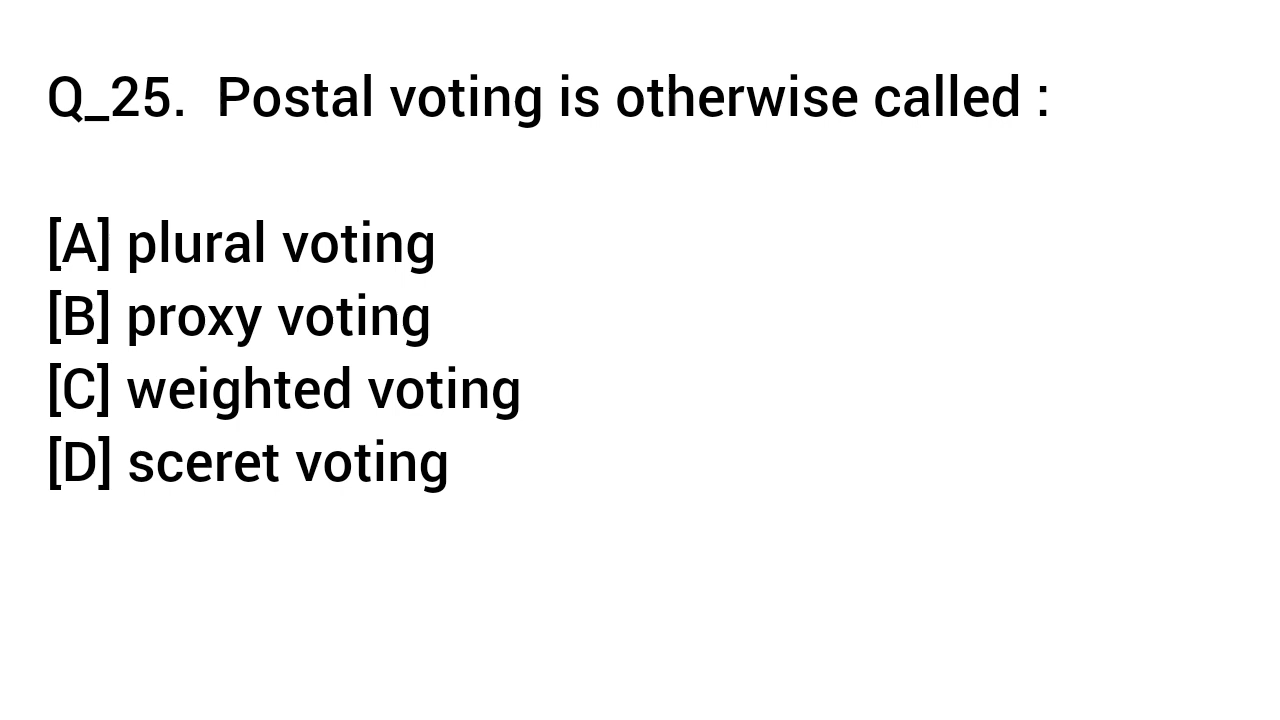 Q_25. Postal voting is otherwise called :
[A] plural voting
[B] proxy voting
[C] weighted voting
[D] sceret voting